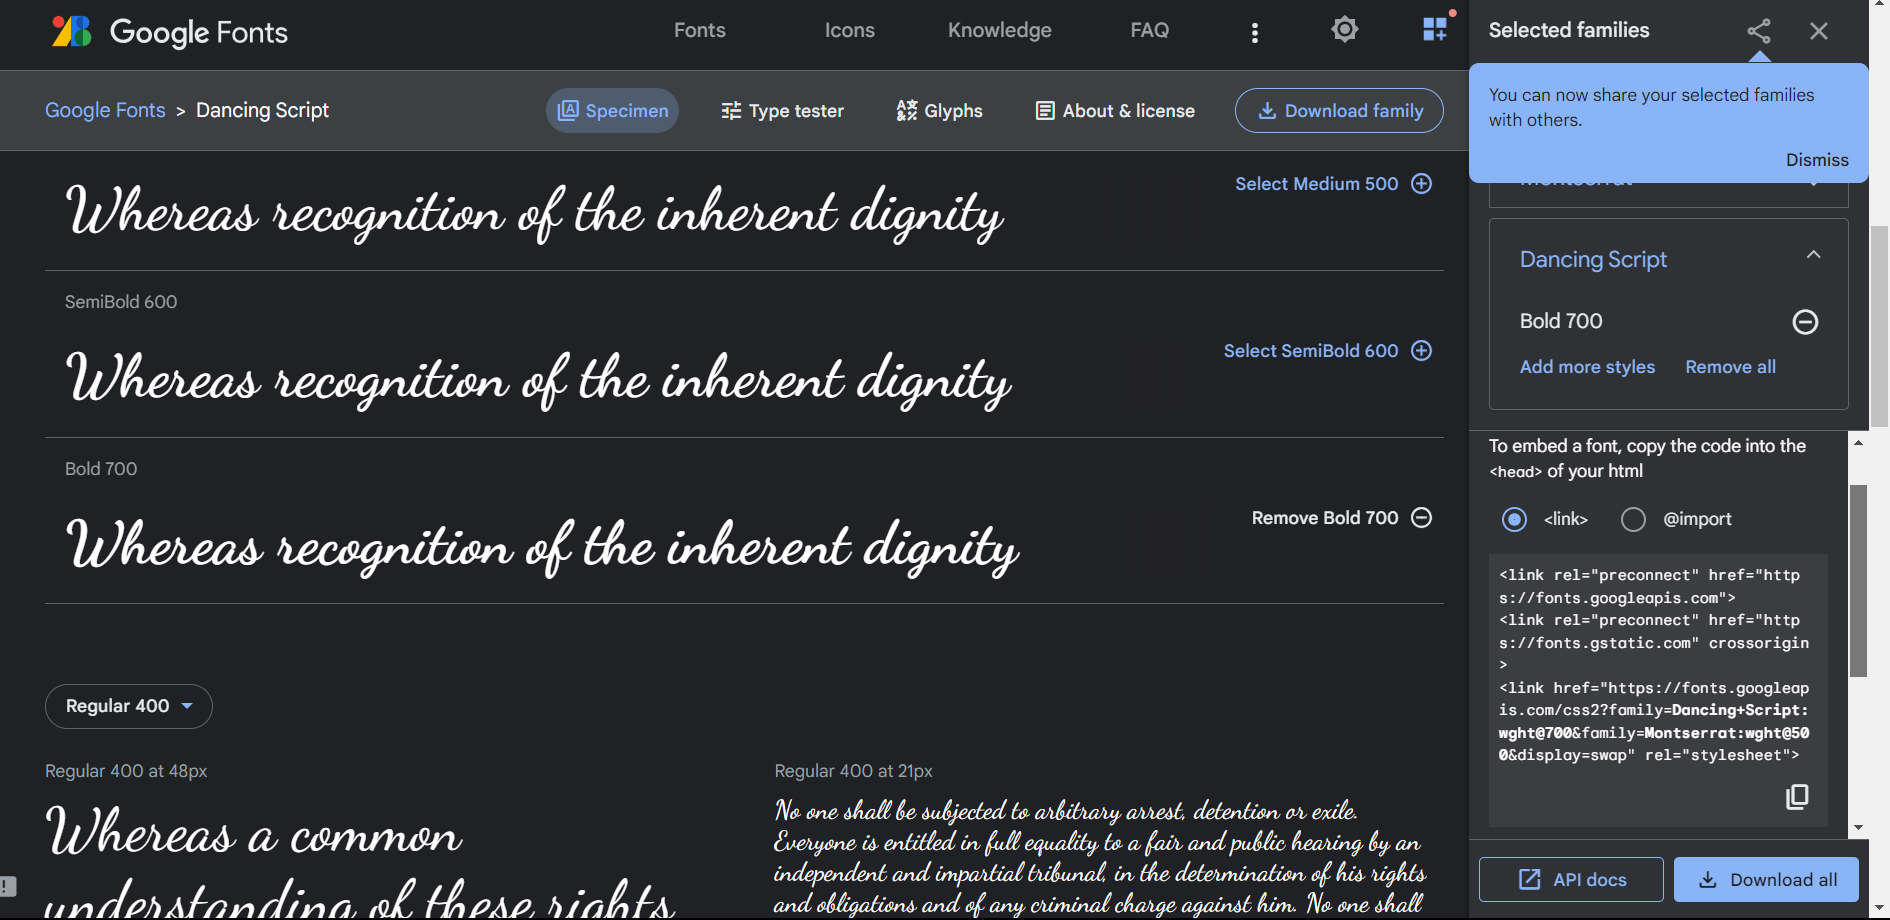 Google Fonts
Fonts
Icons
Knowledge
FAQ
Google Fonts > Dancing Script
Specimen
Type tester
Glyphs
About & license
Download family
Whereas recognition of the inherent dignity
Select Medium 500
SemiBold 600
Whereas recognition of the inherent dignity
Select SemiBold 600
Bold 700
Whereas recognition of the inherent dignity
Remove Bold 700
Regular 400
Regular 400 at 48px
Whereas a common
understanding of these rights
Regular 400 at 21px
No one shall be subjected to arbitrary arrest, detention or exile.
Everyone is entitled in full equality to a fair and public hearing by an
independent and impartial tribunal, in the determination of his rights
and obligations and of any criminal charge against him. No one shall
Selected families
You can now share your selected families
with others.
Dismiss
Montserrat
Dancing Script
Bold 700
Add more styles
Remove all
To embed a font, copy the code into the
<head> of your html
<link>
@import
<link rel="preconnect" href="http
s://fonts.googleapis.com">
<link rel="preconnect" href="http
s://fonts.gstatic.com" crossorigin
>
<link href="https://fonts.googleap
is.com/css2?family=Dancing+Script:
wght@700&family=Montserrat:wght@50
0&display=swap" rel="stylesheet">
API docs
Download all